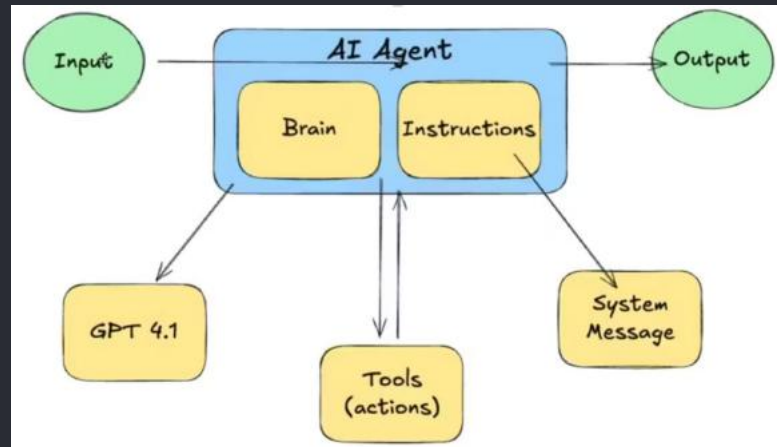 Input
AI Agent
Output
Brain
Instructions
GPT 4.1
System
Message
Tools
(actions)